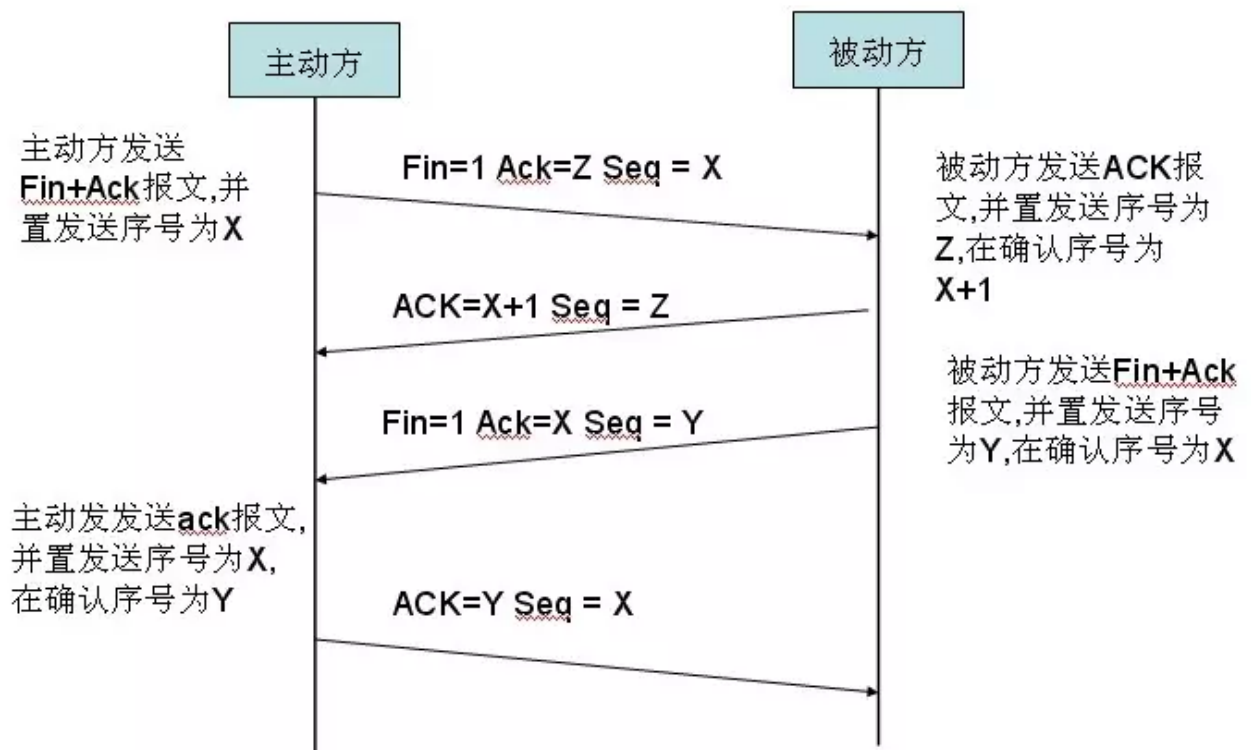 主动方
被动方
主动方发送
Fin+Ack报文,并
置发送序号为X
Fin=1 Ack=Z Seq = X
被动方发送ACK报
文,并置发送序号为
Z,在确认序号为
X+1
ACK=X+1 Seq = Z
被动方发送Fin+Ack
报文,并置发送序号
为Y,在确认序号为X
Fin=1 Ack=X Seq = Y
主动发发送ack报文,
并置发送序号为X,
在确认序号为Y
ACK=Y Seq = X